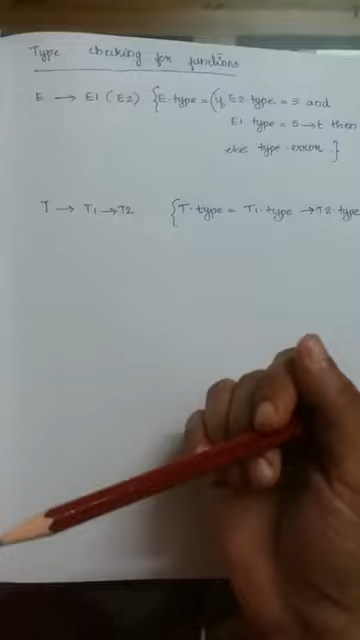 Type checking for functions
E → E1 ( E2 ) { E.type = (if E2.type = s and
E1.type = s → t then
else type.error }
T → T1 → T2 { T.type = T1.type → T2.type